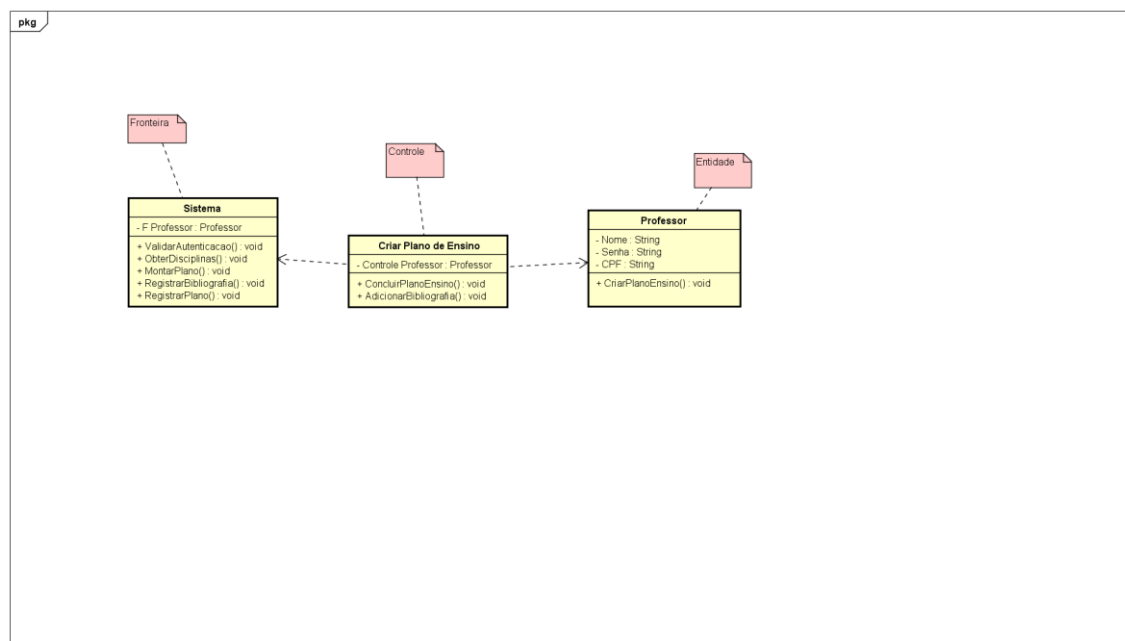 pkg
Fronteira
Controle
Entidade
Sistema
- F Professor : Professor
+ ValidarAutenticacao() : void
+ ObterDisciplinas() : void
+ MontarPlano() : void
+ RegistrarBibliografia() : void
+ RegistrarPlano() : void
Criar Plano de Ensino
- Controle Professor : Professor
+ ConcluirPlanoEnsino() : void
+ AdicionarBibliografia() : void
Professor
- Nome : String
- Senha : String
- CPF : String
+ CriarPlanoEnsino() : void